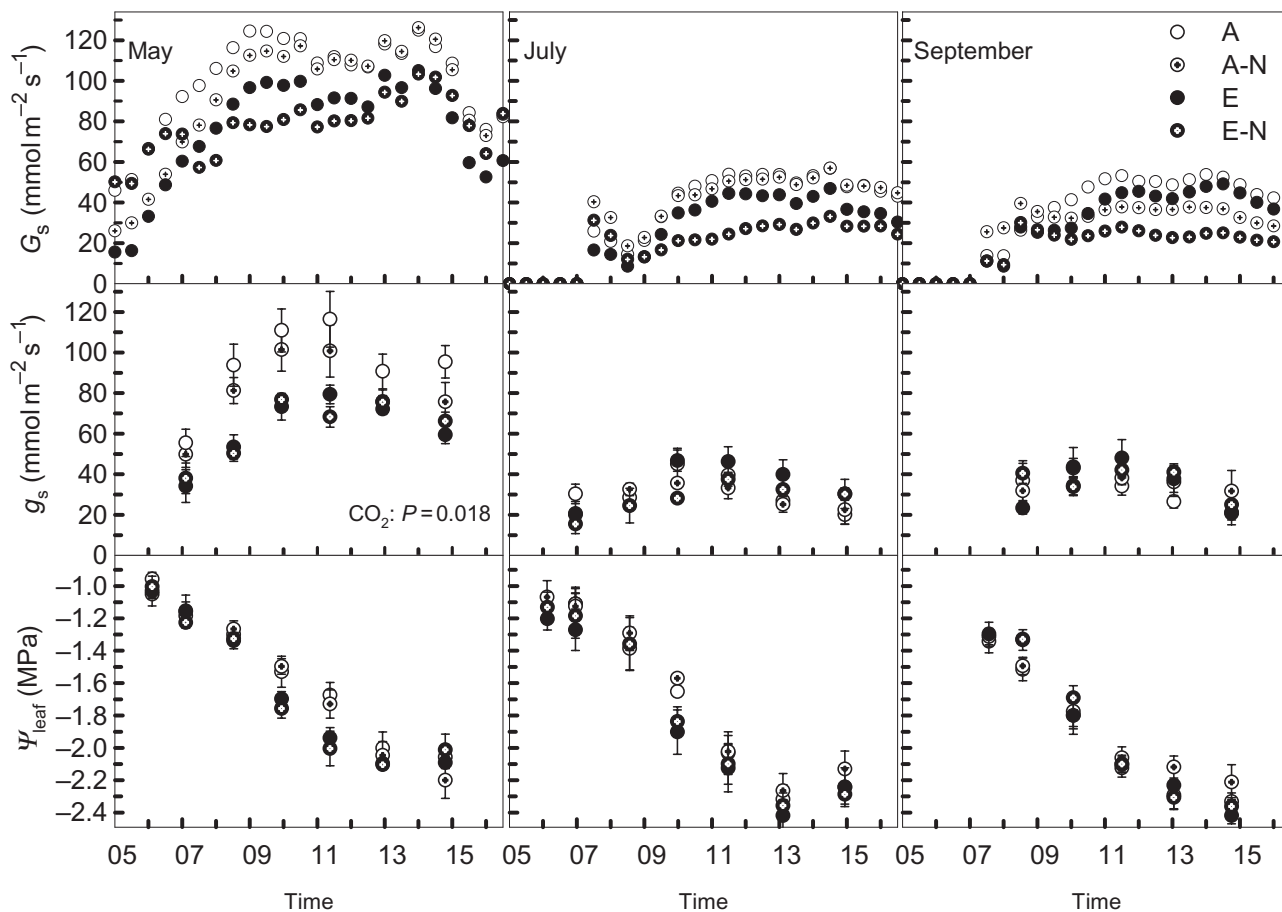 May
July
September
A
A-N
E
E-N
G_s (mmol m⁻² s⁻¹)
120
100
80
60
40
20
0
g_s (mmol m⁻² s⁻¹)
120
100
80
60
40
20
0
CO₂: P = 0.018
Ψ_leaf (MPa)
−1.0
−1.2
−1.4
−1.6
−1.8
−2.0
−2.2
−2.4
05 07 09 11 13 15
05 07 09 11 13 15
05 07 09 11 13 15
Time
Time
Time